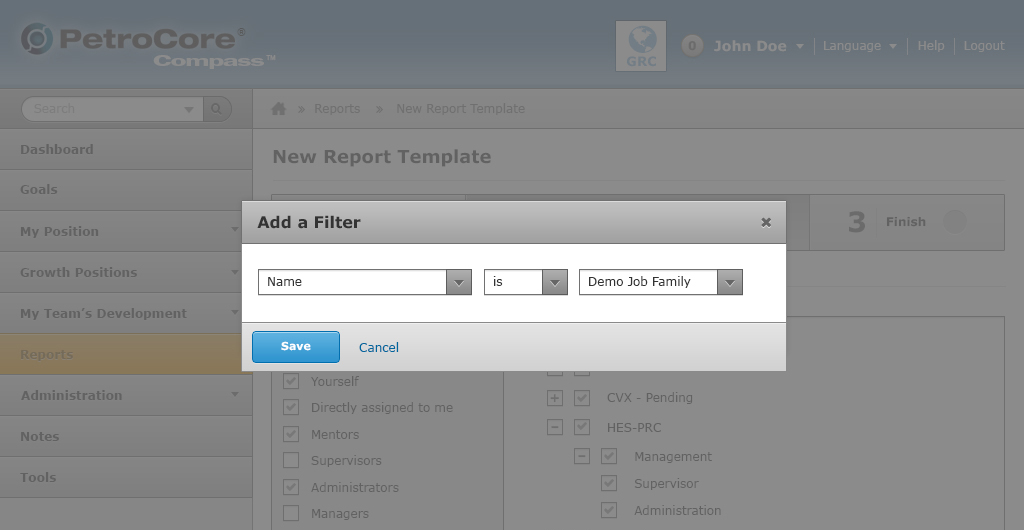 PetroCore®
Compass™
GRC
0 John Doe Language Help Logout
Search
Reports » New Report Template
Dashboard
Goals
My Position
Growth Positions
My Team's Development
Reports
Administration
Notes
Tools
New Report Template
3 Finish
Add a Filter
Name is Demo Job Family
Save Cancel
Yourself
Directly assigned to me
Mentors
Supervisors
Administrators
Managers
CVX - Pending
HES-PRC
Management
Supervisor
Administration